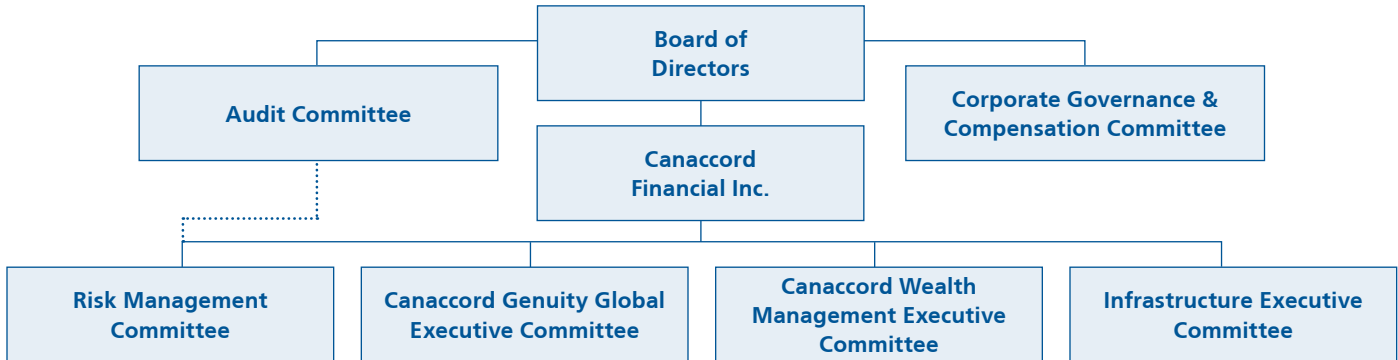 Board of
Directors
Audit Committee
Corporate Governance &
Compensation Committee
Canaccord
Financial Inc.
Risk Management
Committee
Canaccord Genuity Global
Executive Committee
Canaccord Wealth
Management Executive
Committee
Infrastructure Executive
Committee